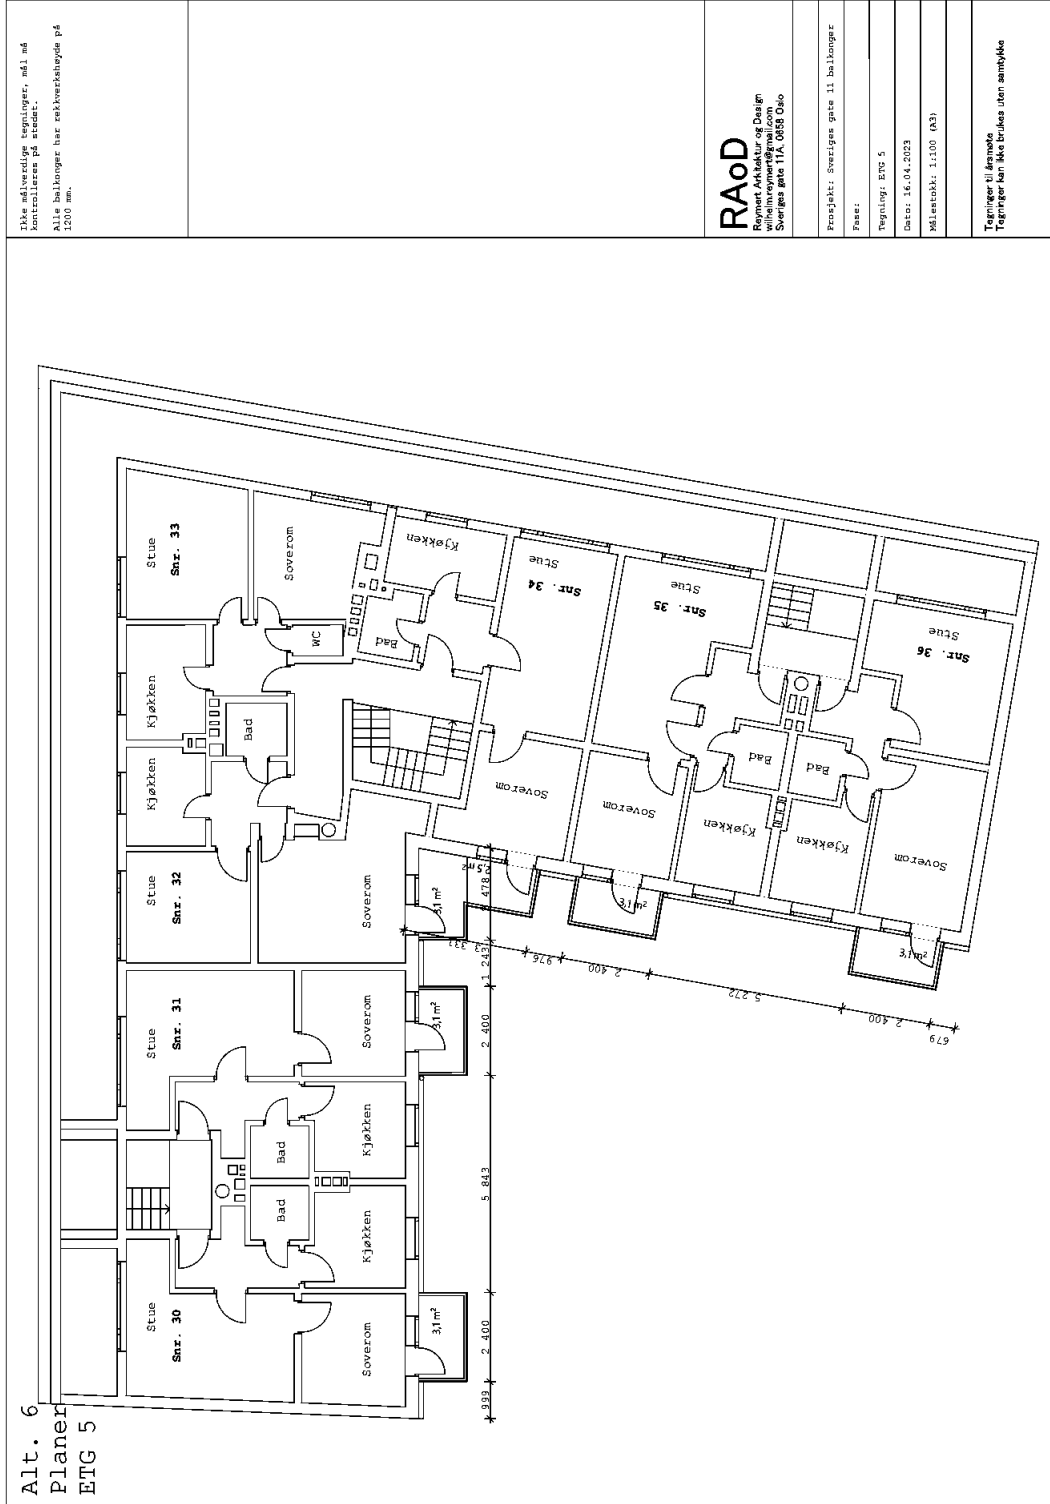 Alt. 6
Planer
ETG 5
Ikke målverdige tegninger, mål må
kontrolleres på stedet.
Alle balkonger har rekkverkshøyde på
1200 mm.
RAoD
Reymert Arkitektur og Design
wilhelm.reymert@gmail.com
Sveriges gate 11A, 0658 Oslo
Prosjekt: Sveriges gate 11 balkonger
Fase:
Tegning: ETG 5
Dato: 16.04.2023
Målestokk: 1:100 (A3)
Tegninger til årsmøte
Tegninger kan ikke brukes uten samtykke
Stue
Snr. 30
Soverom
3,1 m²
Kjøkken
Bad
Stue
Snr. 31
Soverom
3,1 m²
Kjøkken
Bad
Stue
Snr. 32
Soverom
3,1 m²
Kjøkken
Bad
Kjøkken
Stue
Snr. 33
Soverom
WC
Bad
Kjøkken
Stue
Snr. 34
Soverom
2,5 m²
Stue
Snr. 35
Soverom
3,1 m²
Kjøkken
Bad
Stue
Snr. 36
Soverom
3,1 m²
Kjøkken
Bad
999
2 400
5 843
2 400
1 243
478
3 331
976
2 400
5 272
2 400
679